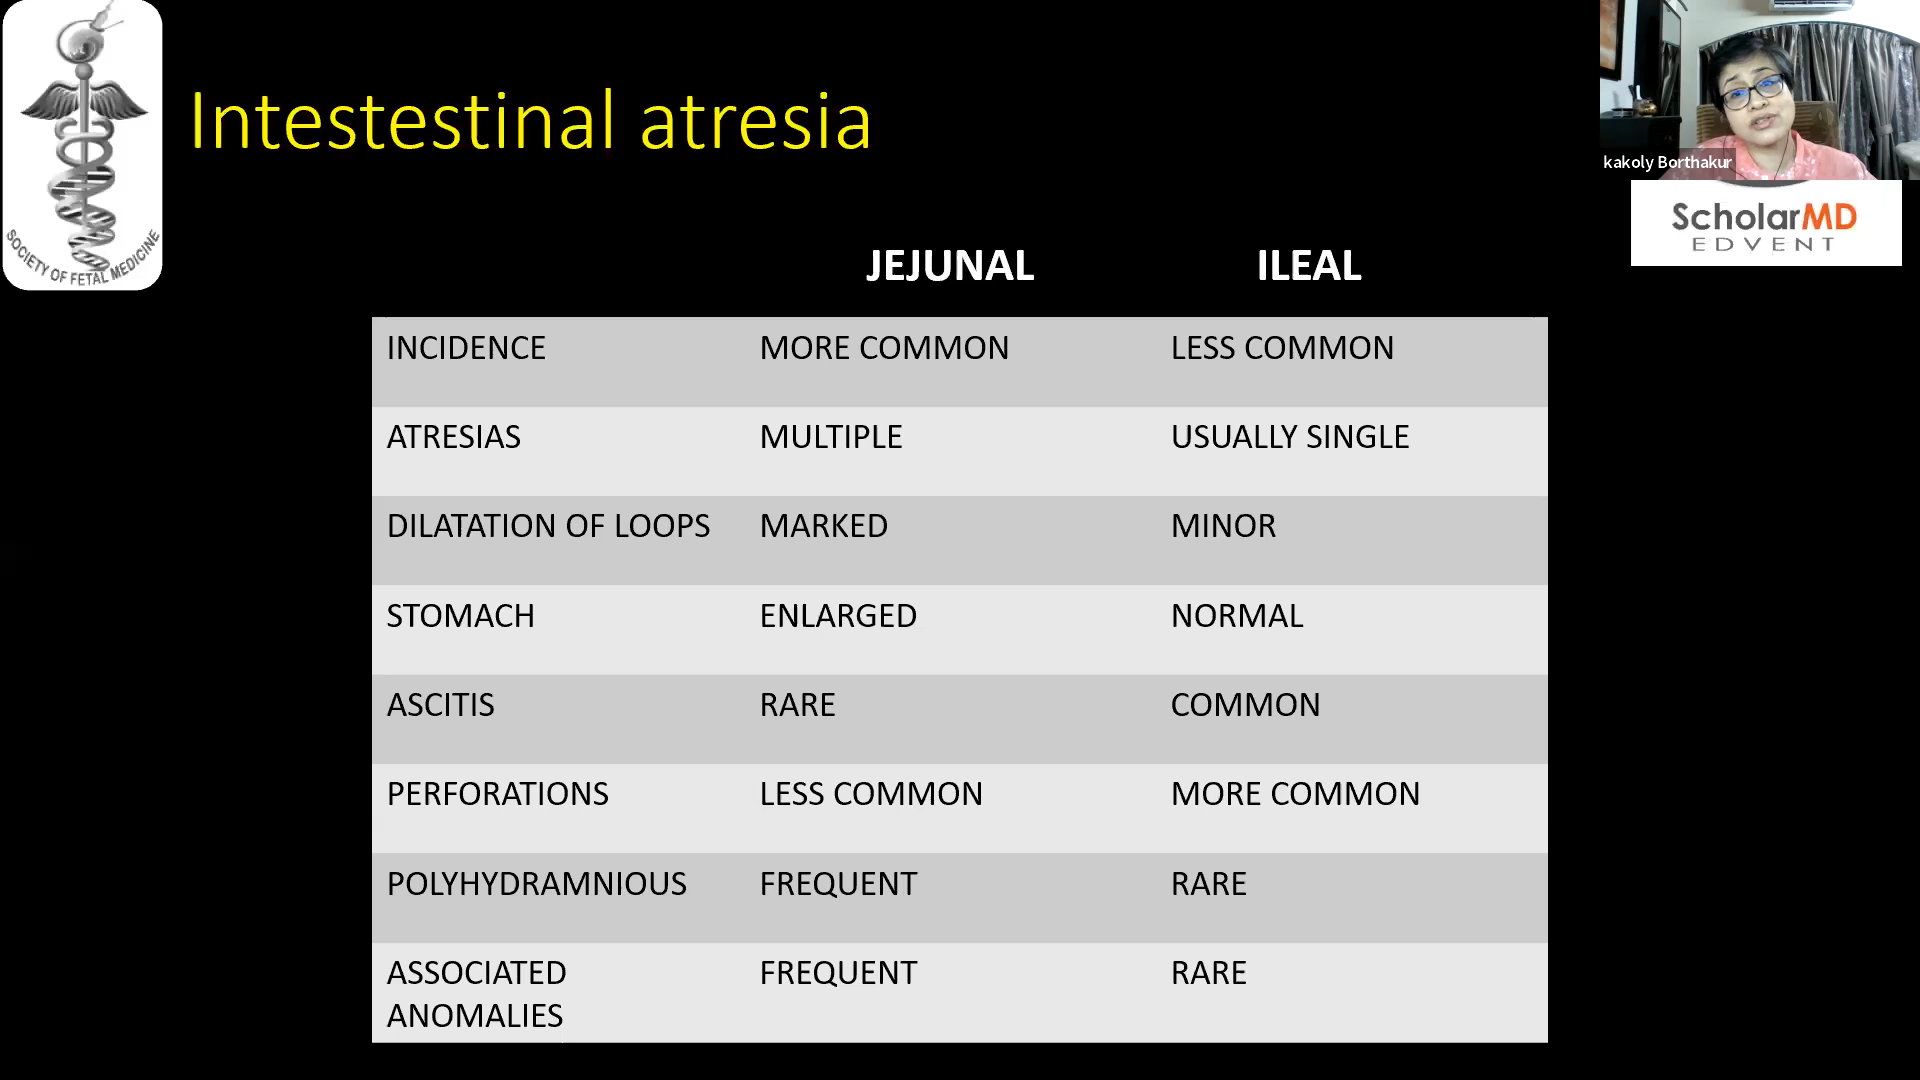 Intestestinal atresia
SOCIETY OF FETAL MEDICINE
kakoly Borthakur
ScholarMD
EDVENT
JEJUNAL ILEAL
INCIDENCE MORE COMMON LESS COMMON
ATRESIAS MULTIPLE USUALLY SINGLE
DILATATION OF LOOPS MARKED MINOR
STOMACH ENLARGED NORMAL
ASCITIS RARE COMMON
PERFORATIONS LESS COMMON MORE COMMON
POLYHYDRAMNIOUS FREQUENT RARE
ASSOCIATED FREQUENT RARE
ANOMALIES